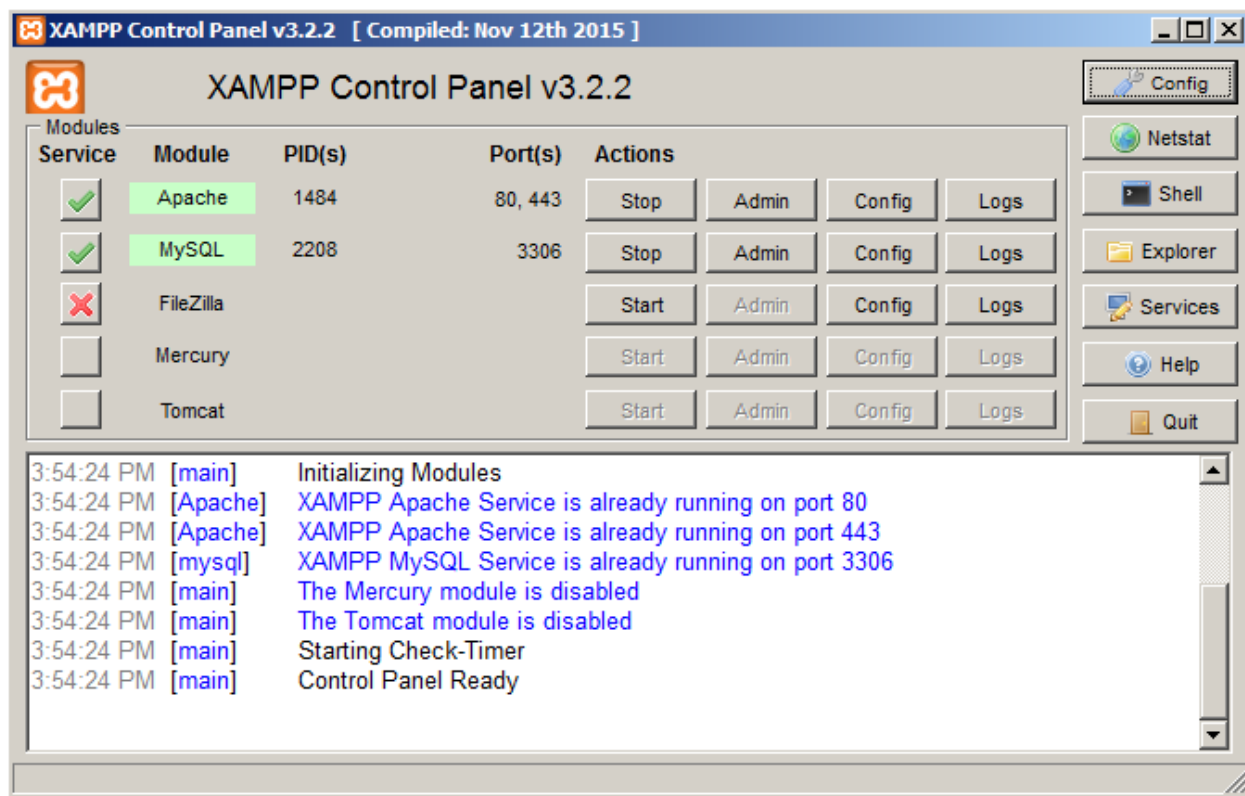 XAMPP Control Panel v3.2.2 [ Compiled: Nov 12th 2015 ]
XAMPP Control Panel v3.2.2
Config
Modules
Netstat
Service Module PID(s) Port(s) Actions
Apache 1484 80, 443 Stop Admin Config Logs
Shell
MySQL 2208 3306 Stop Admin Config Logs
Explorer
FileZilla Start Admin Config Logs
Services
Mercury Start Admin Config Logs
Help
Tomcat Start Admin Config Logs
Quit
3:54:24 PM [main] Initializing Modules
3:54:24 PM [Apache] XAMPP Apache Service is already running on port 80
3:54:24 PM [Apache] XAMPP Apache Service is already running on port 443
3:54:24 PM [mysql] XAMPP MySQL Service is already running on port 3306
3:54:24 PM [main] The Mercury module is disabled
3:54:24 PM [main] The Tomcat module is disabled
3:54:24 PM [main] Starting Check-Timer
3:54:24 PM [main] Control Panel Ready